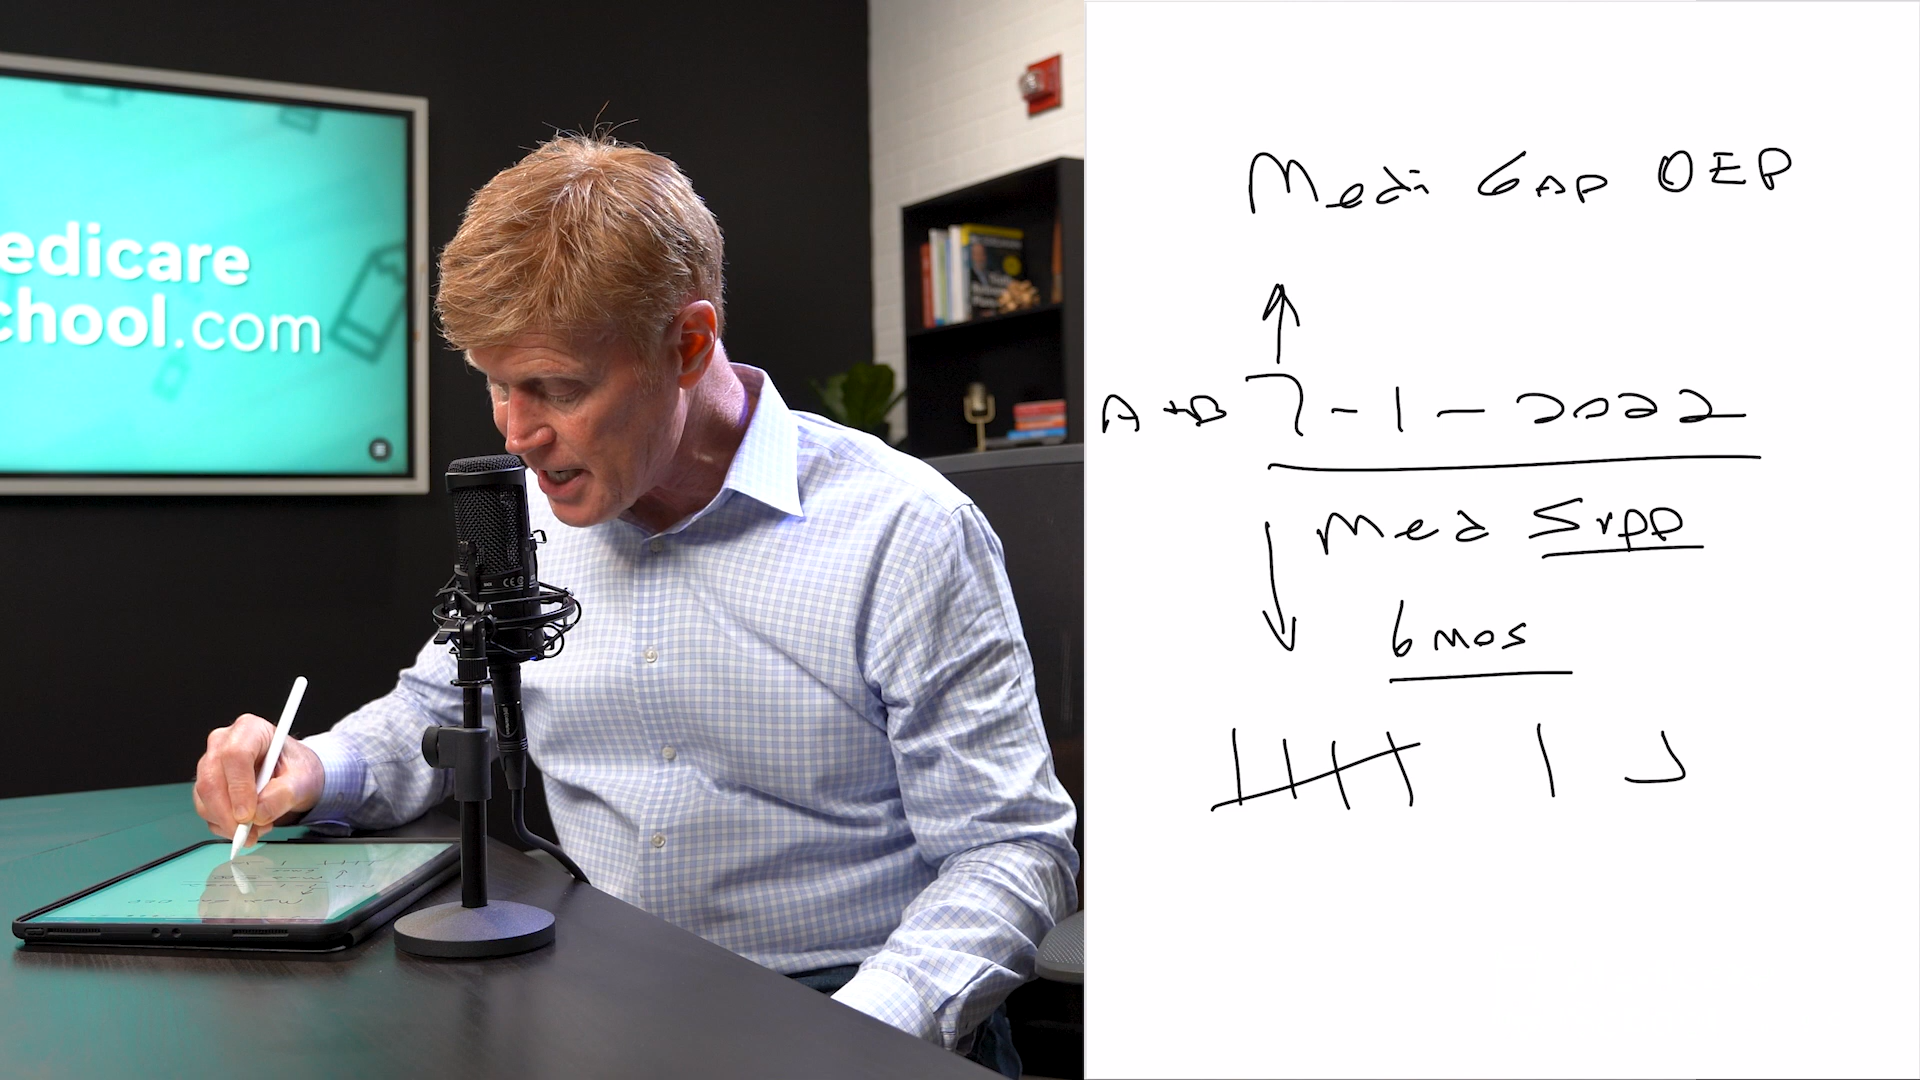 edicare
chool.com
Medi GAP OEP
A + B 7-1-2022
Med Supp
6 mos